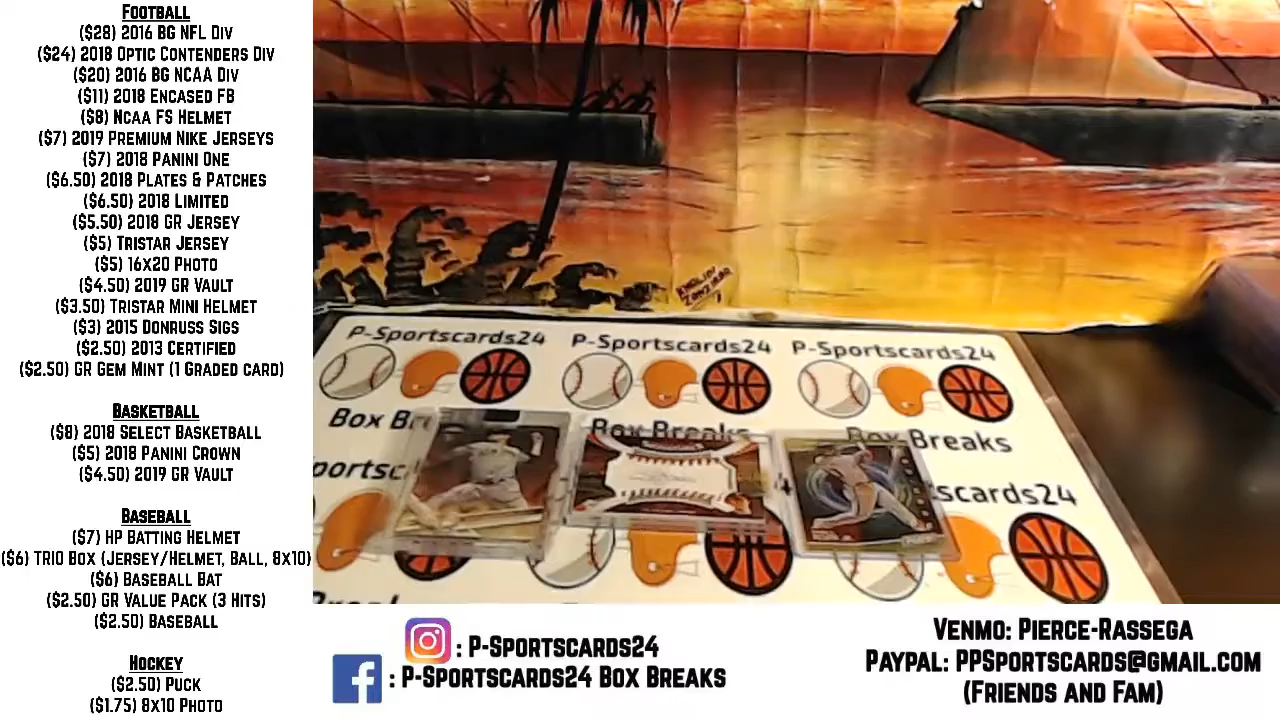 Football
($28) 2016 BG NFL Div
($24) 2018 Optic Contenders Div
($20) 2016 BG NCAA Div
($11) 2018 Encased FB
($8) NCAA FS Helmet
($7) 2019 Premium Nike Jerseys
($7) 2018 Panini One
($6.50) 2018 Plates & Patches
($6.50) 2018 Limited
($5.50) 2018 GR Jersey
($5) Tristar Jersey
($5) 16x20 Photo
($4.50) 2019 GR Vault
($3.50) Tristar Mini Helmet
($3) 2015 Donruss Sigs
($2.50) 2013 Certified
($2.50) GR Gem Mint (1 Graded card)
Basketball
($8) 2018 Select Basketball
($5) 2018 Panini Crown
($4.50) 2019 GR Vault
Baseball
($7) HP Batting Helmet
($6) TRIO Box (Jersey/Helmet, Ball, 8x10)
($6) Baseball Bat
($2.50) GR Value Pack (3 Hits)
($2.50) Baseball
Hockey
($2.50) Puck
($1.75) 8x10 Photo
P-Sportscards24 P-Sportscards24 P-Sportscards24
Box Br Box Breaks Box Breaks
portsc scards24
: P-Sportscards24
: P-Sportscards24 Box Breaks
Venmo: Pierce-Rassega
Paypal: PPSportscards@gmail.com
(Friends and Fam)